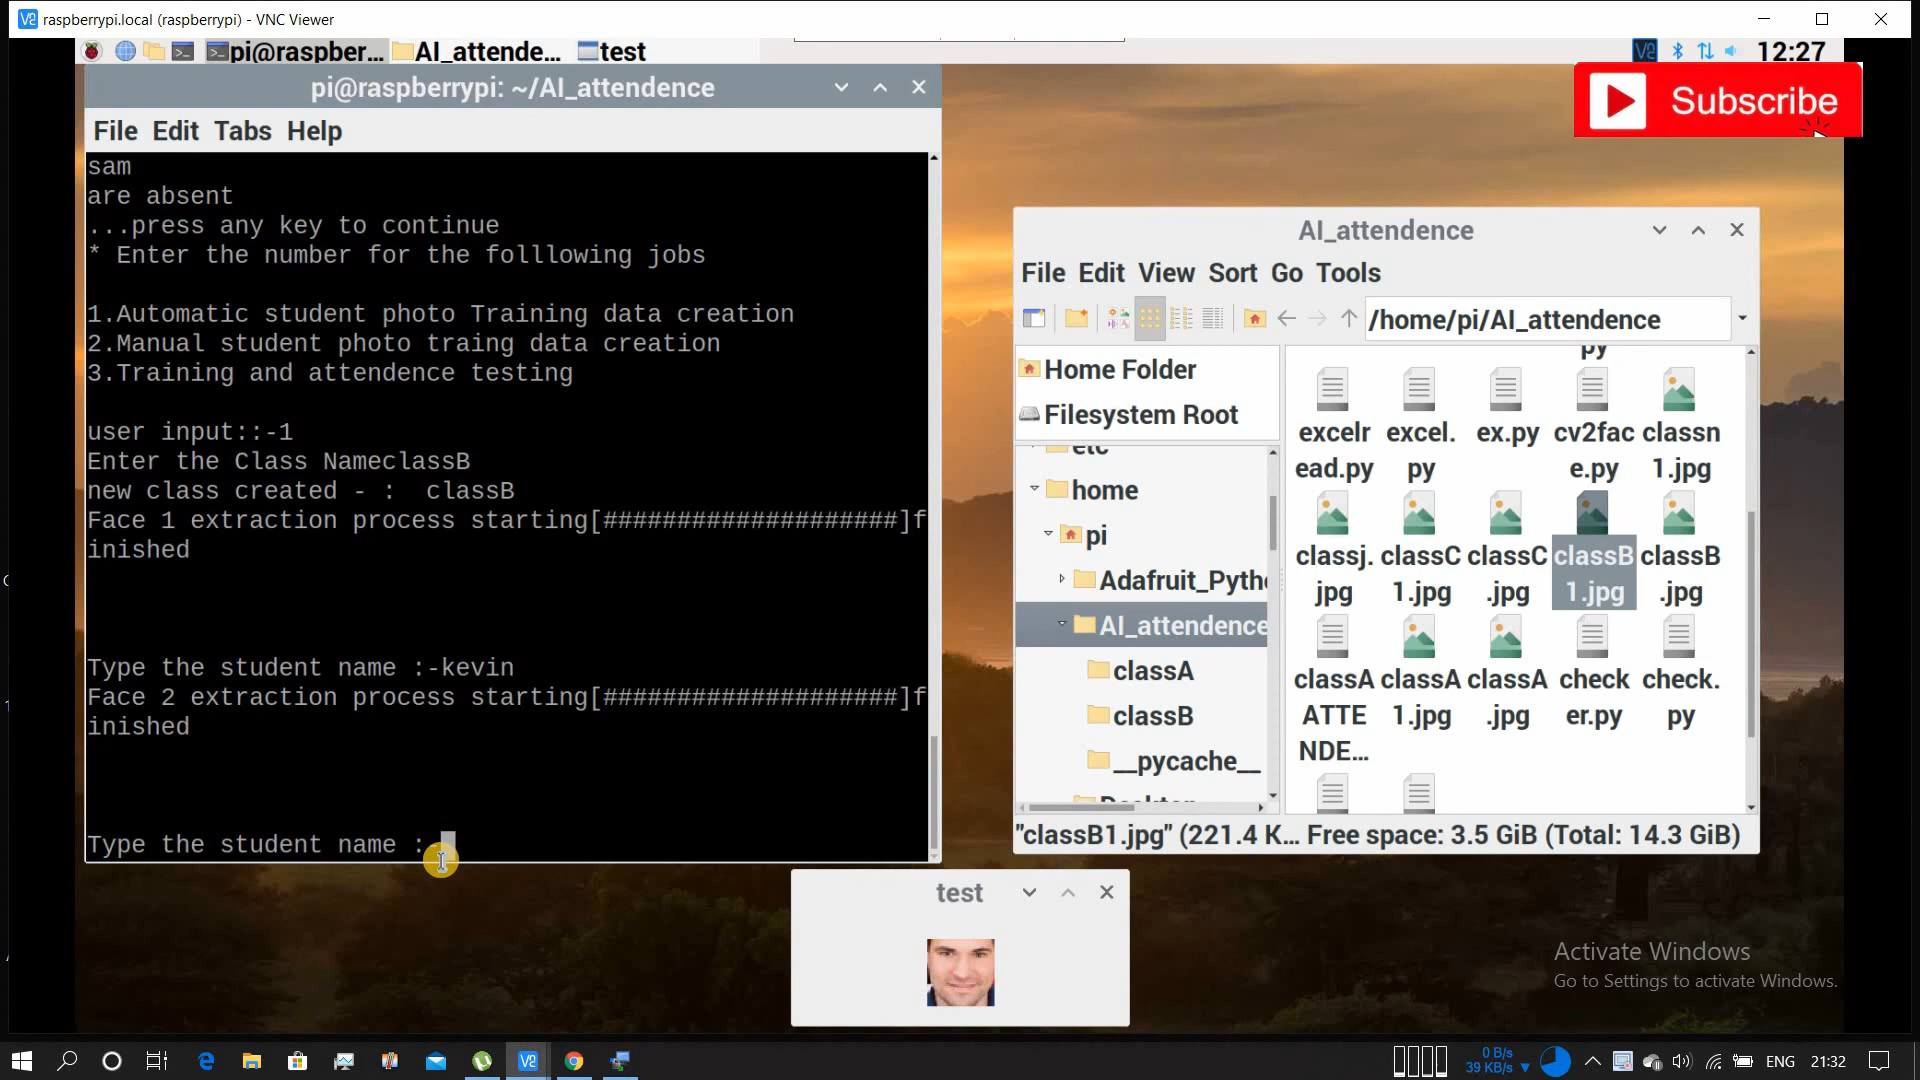 raspberrypi.local (raspberrypi) - VNC Viewer
pi@raspber... AI_attende... test 12:27
pi@raspberrypi: ~/AI_attendence
File Edit Tabs Help
sam
are absent
...press any key to continue
* Enter the number for the folllowing jobs
1.Automatic student photo Training data creation
2.Manual student photo traing data creation
3.Training and attendence testing
user input::-1
Enter the Class NameclassB
new class created - :  classB
Face 1 extraction process starting[####################]f
inished
Type the student name :-kevin
Face 2 extraction process starting[####################]f
inished
Type the student name :-
Subscribe
AI_attendence
File Edit View Sort Go Tools
/home/pi/AI_attendence
Home Folder
Filesystem Root
etc
home
pi
Adafruit_Pytho
AI_attendence
classA
classB
__pycache__
Desktop
py
excelr excel. ex.py cv2fac classn
ead.py py e.py 1.jpg
classj. classC classC classB classB
jpg 1.jpg .jpg 1.jpg .jpg
classA classA classA check check.
ATTE 1.jpg .jpg er.py py
NDE...
"classB1.jpg" (221.4 K... Free space: 3.5 GiB (Total: 14.3 GiB)
test
Activate Windows
Go to Settings to activate Windows.
0 B/s
39 KB/s
ENG 21:32